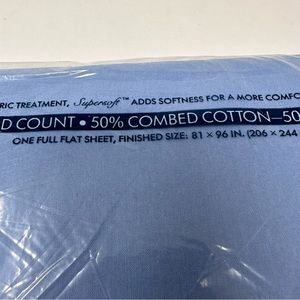 RIC TREATMENT, Supersoft™ ADDS SOFTNESS FOR A MORE COMFO
D COUNT • 50% COMBED COTTON—50
ONE FULL FLAT SHEET, FINISHED SIZE: 81 × 96 IN. (206 × 244